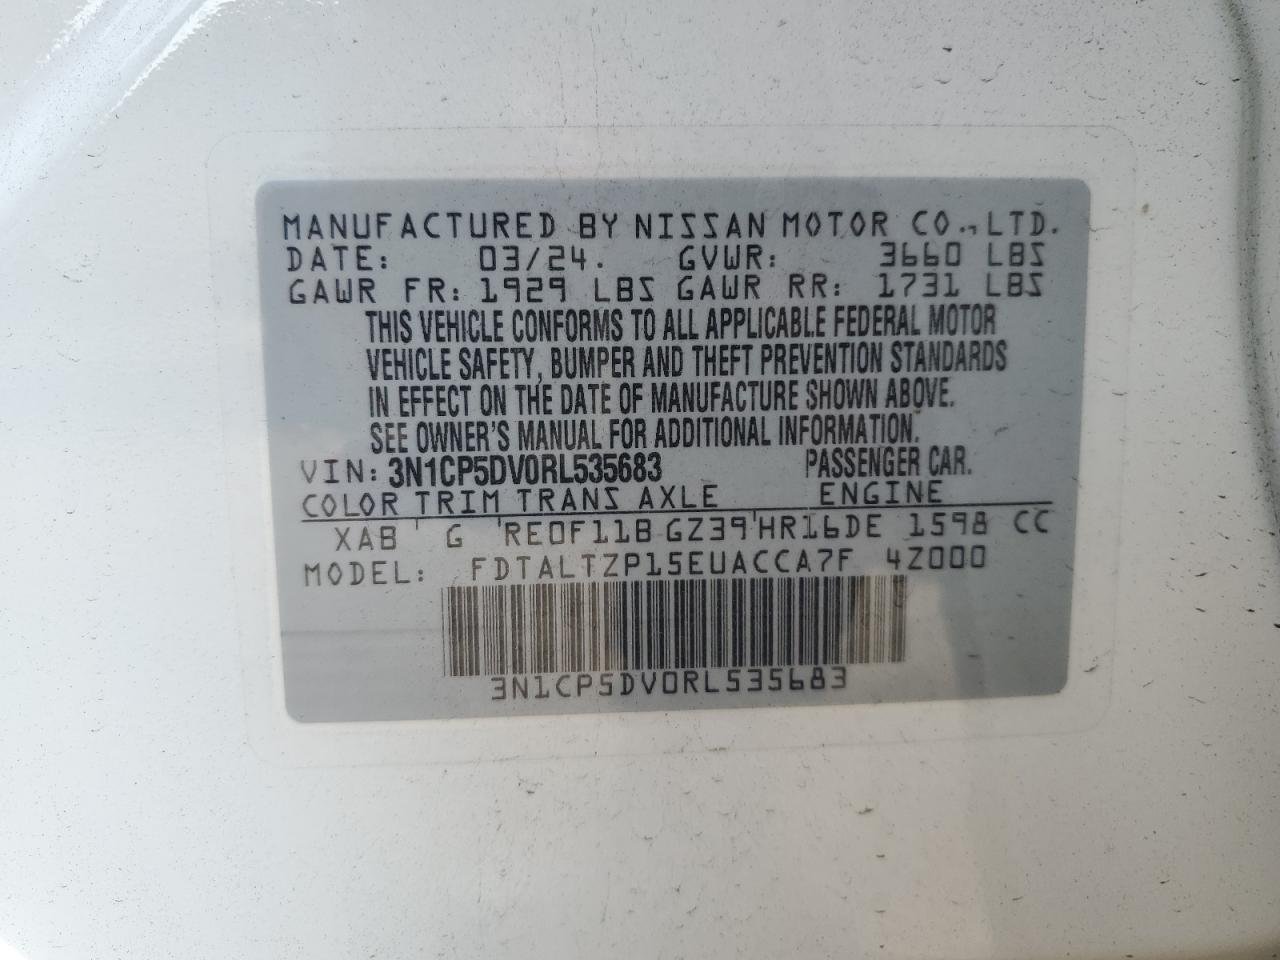 MANUFACTURED BY NISSAN MOTOR CO., LTD.
DATE: 03/24. GVWR: 3660 LBS
GAWR FR: 1929 LBS GAWR RR: 1731 LBS
THIS VEHICLE CONFORMS TO ALL APPLICABLE FEDERAL MOTOR
VEHICLE SAFETY, BUMPER AND THEFT PREVENTION STANDARDS
IN EFFECT ON THE DATE OF MANUFACTURE SHOWN ABOVE.
SEE OWNER'S MANUAL FOR ADDITIONAL INFORMATION.
VIN: 3N1CP5DV0RL535683 PASSENGER CAR.
COLOR TRIM TRANS AXLE ENGINE
XAB G RE0F11B GZ39 HR16DE 1598 CC
MODEL: FDTALTZP15EUACCA7F 4Z000
3N1CP5DV0RL535683